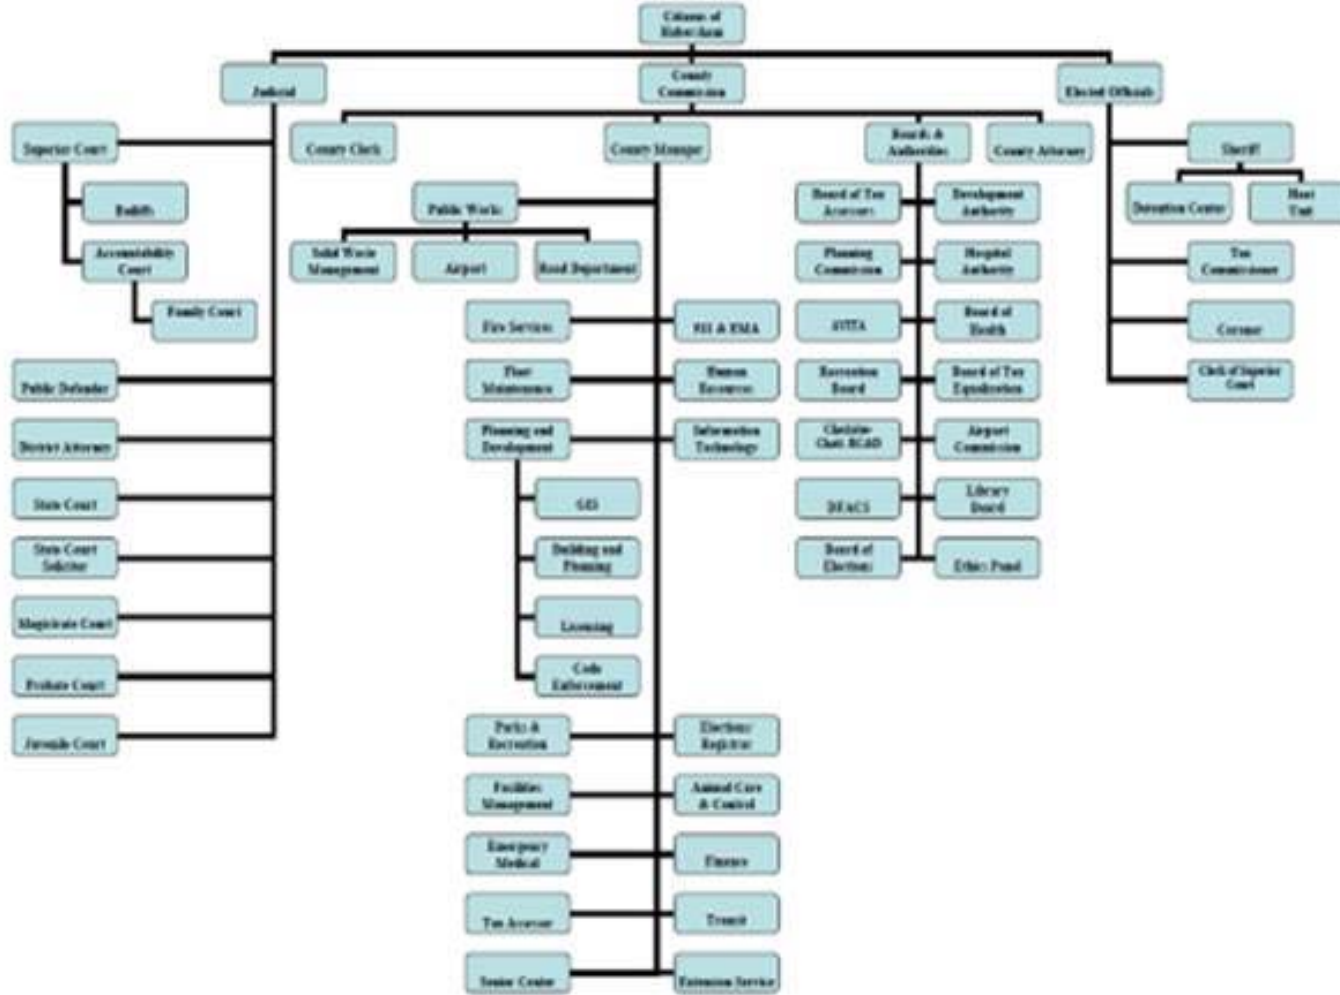 Citizens of
Habersham
Judicial
County
Commission
Elected Officials
Superior Court
County Clerk
County Manager
Boards &
Authorities
County Attorney
Sheriff
Bailiffs
Public Works
Board of Tax
Assessors
Development
Authority
Detention Center
Unit
Accountability
Court
Solid Waste
Management
Airport
Road Department
Planning
Commission
Hospital
Authority
Tax
Commissioner
Family Court
Fire Services
911 & EMA
AVITA
Board of
Health
Coroner
Public Defender
Fleet
Maintenance
Human
Resources
Recreation
Board
Board of Tax
Equalization
Clerk of Superior
Court
District Attorney
Planning and
Development
Information
Technology
Airport
Commission
State Court
GIS
DFACS
Library
Board
State Court
Solicitor
Building and
Planning
Board of
Elections
Ethics Panel
Magistrate Court
Licensing
Probate Court
Code
Enforcement
Juvenile Court
Parks &
Recreation
Elections/
Registrar
Facilities
Management
Animal Care
& Control
Emergency
Medical
Finance
Tax Assessor
Transit
Senior Center
Extension Service